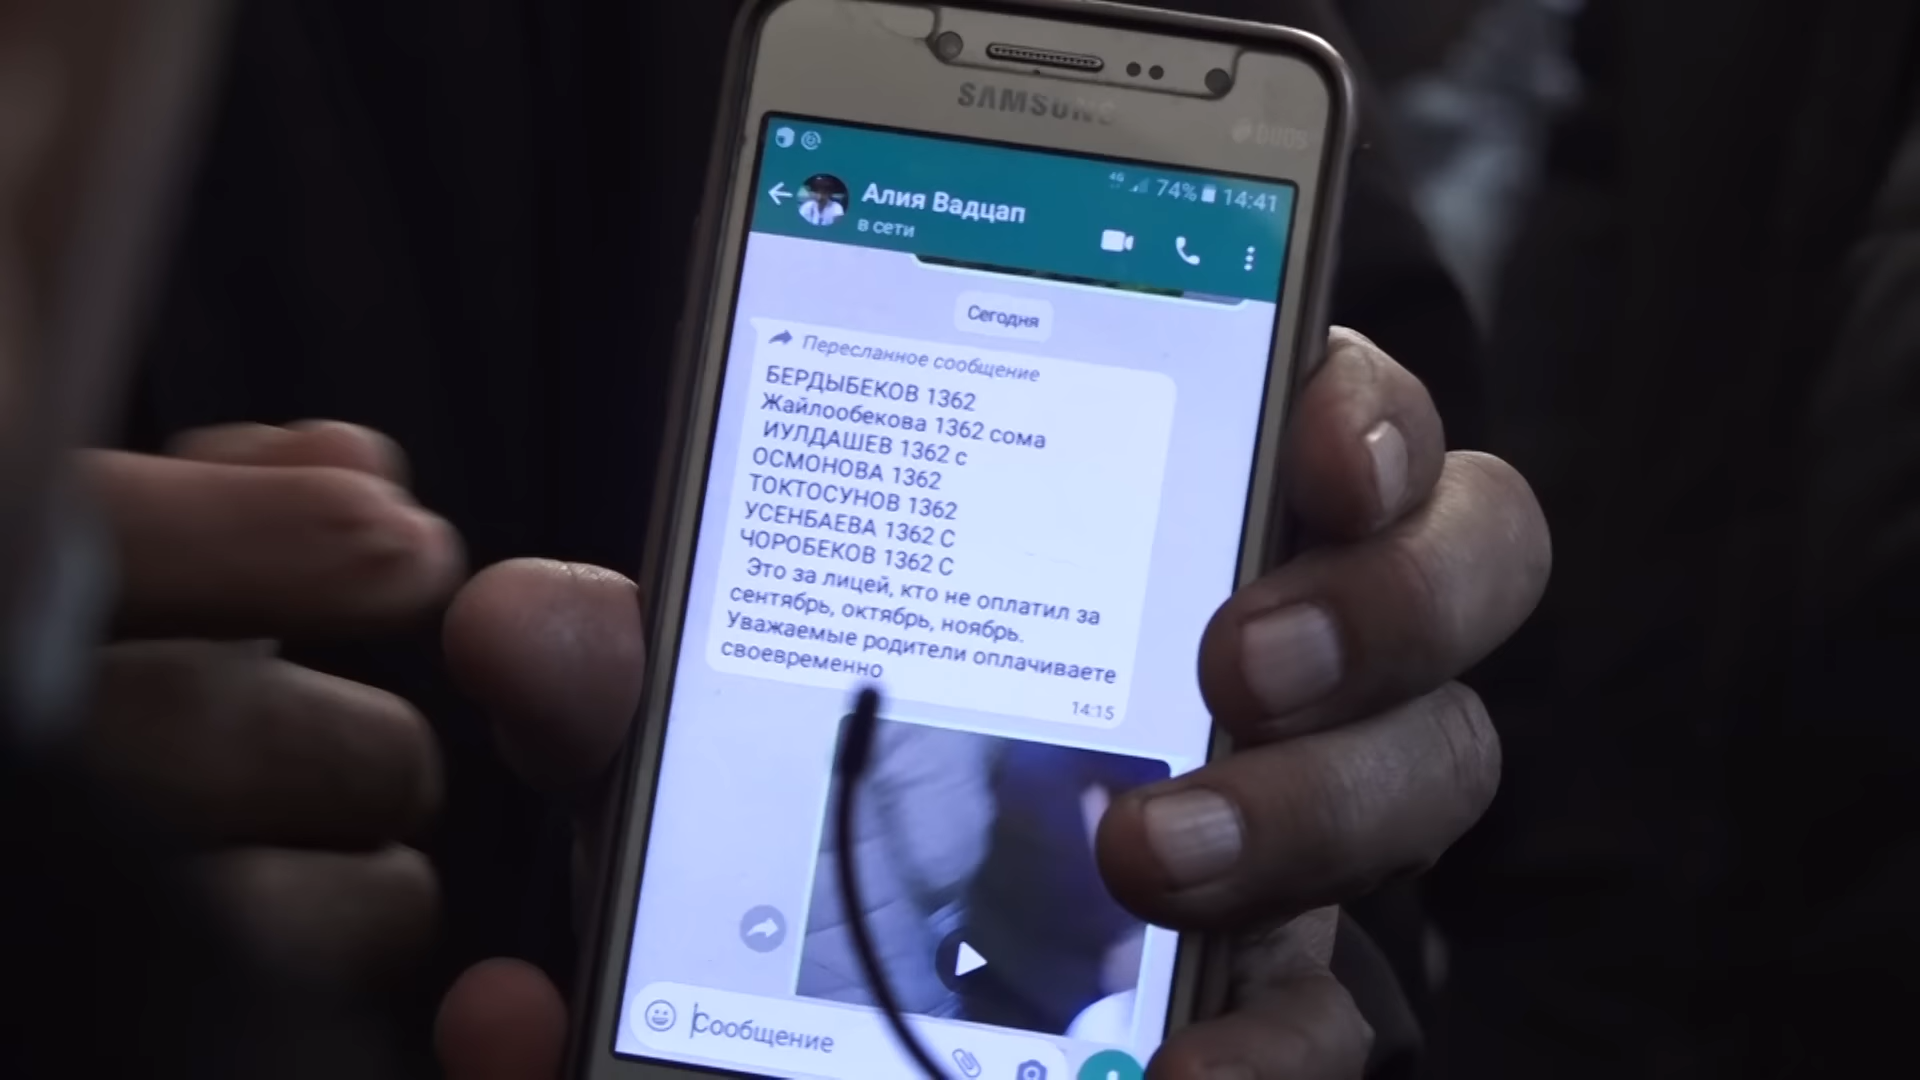 SAMSUNG
DUOS
4G 74% 14:41
Алия Вадцап
в сети
Сегодня
Пересланное сообщение
БЕРДЫБЕКОВ 1362
Жайлообекова 1362 сома
ИУЛДАШЕВ 1362 с
ОСМОНОВА 1362
ТОКТОСУНОВ 1362
УСЕНБАЕВА 1362 С
ЧОРОБЕКОВ 1362 С
Это за лицей, кто не оплатил за
сентябрь, октябрь, ноябрь.
Уважаемые родители оплачиваете
своевременно
14:15
Сообщение